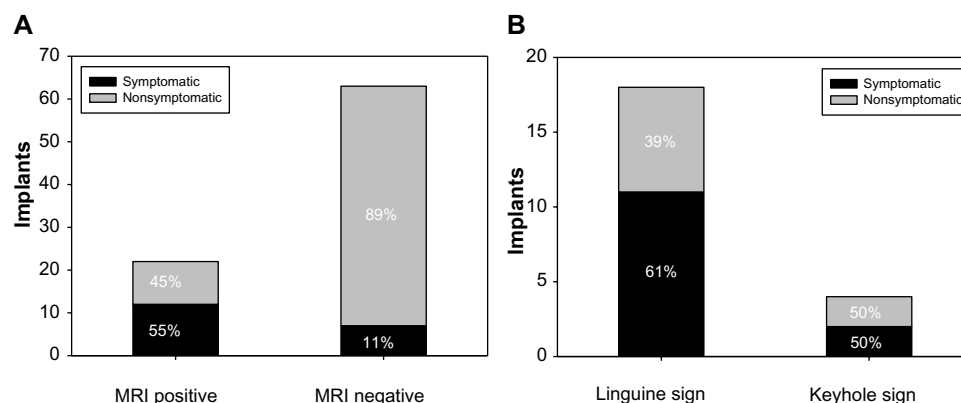 A
70
60
50
40
30
20
10
0
Implants
Symptomatic
Nonsymptomatic
45%
55%
89%
11%
MRI positive
MRI negative
B
20
15
10
5
0
Implants
Symptomatic
Nonsymptomatic
39%
61%
50%
50%
Linguine sign
Keyhole sign